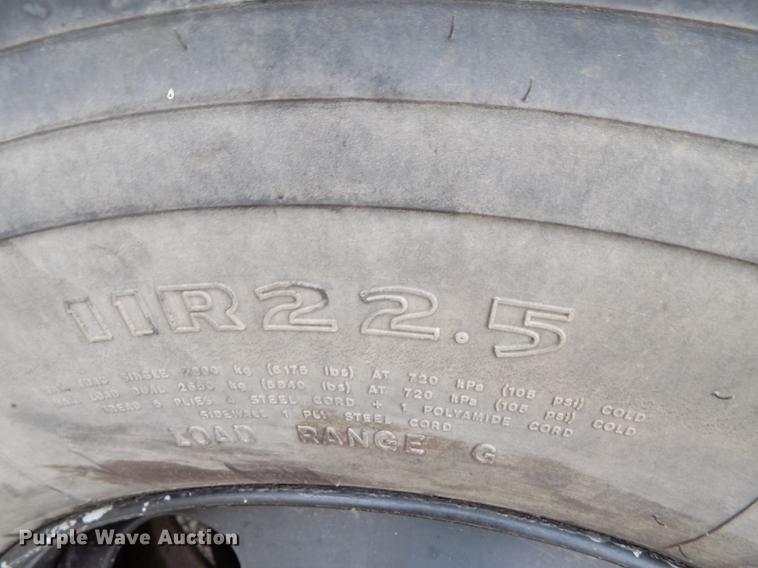 11R22.5
MAX. LOAD SINGLE 2800 kg (6175 lbs) AT 720 kPa (105 psi) COLD
MAX. LOAD DUAL 2650 kg (5840 lbs) AT 720 kPa (105 psi) COLD
TREAD 5 PLIES 4 STEEL CORD + 1 POLYAMIDE CORD
SIDEWALL 1 PLY STEEL CORD
LOAD RANGE G
Purple Wave Auction